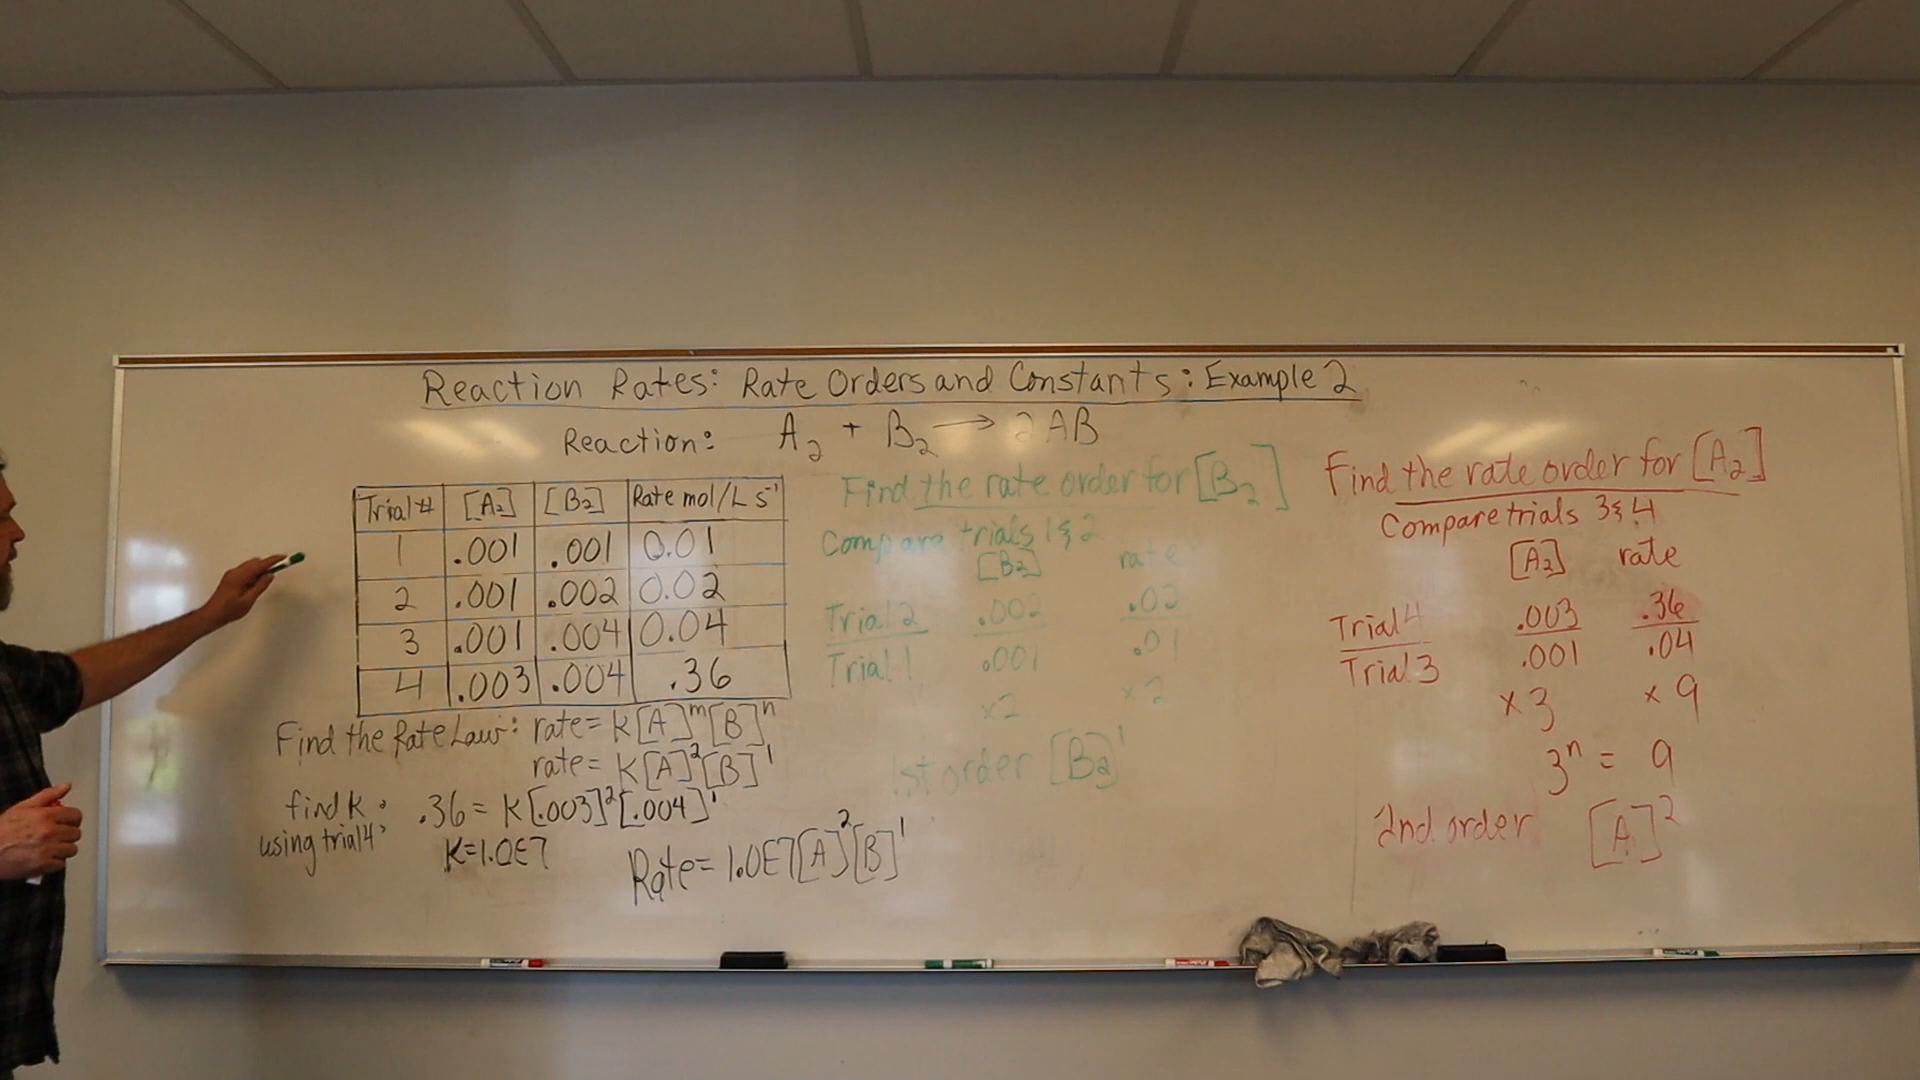 Reaction Rates: Rate Orders and Constants: Example 2
Reaction: A₂ + B₂ → 2AB
Trial # [A₂] [B₂] Rate mol/L s⁻¹
1 .001 .001 0.01
2 .001 .002 0.02
3 .001 .004 0.04
4 .003 .004 .36
Find the Rate Law: rate = k[A]ᵐ[B]ⁿ
rate = K[A]²[B]¹
find k: .36 = K[.003]²[.004]¹
using trial 4:
K=1.0E7
Rate = 1.0E7[A]²[B]¹
Find the rate order for [B₂]
Compare trials 1 & 2
[B₂] rate
Trial 2 .002 .02
Trial 1 .001 .01
x2 x2
1st order [B₂]¹
Find the rate order for [A₂]
Compare trials 3 & 4
[A₂] rate
Trial 4 .003 .36
Trial 3 .001 .04
x3 x9
3ⁿ = 9
2nd order [A]²